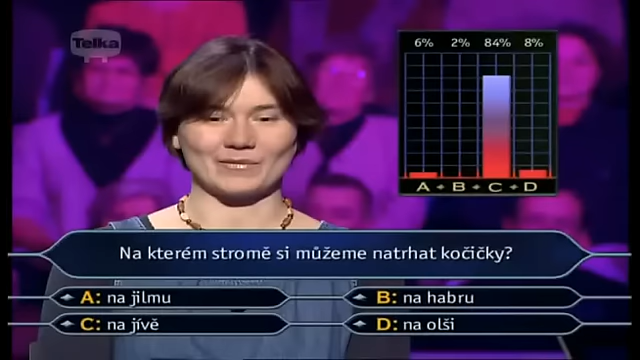 Telka
6% 2% 84% 8%
A B C D
Na kterém stromě si můžeme natrhat kočičky?
A: na jilmu
B: na habru
C: na jívě
D: na olši